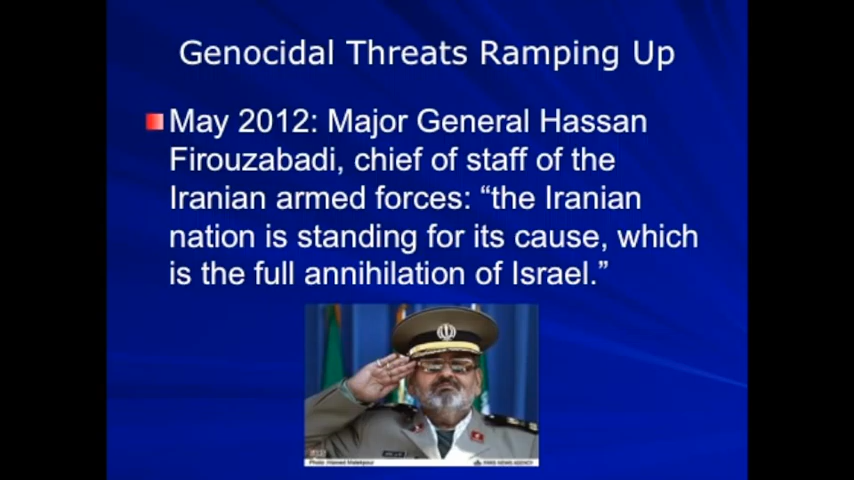 Genocidal Threats Ramping Up
May 2012: Major General Hassan
Firouzabadi, chief of staff of the
Iranian armed forces: “the Iranian
nation is standing for its cause, which
is the full annihilation of Israel.”
Photo: Hamed Malekpour
FARS NEWS AGENCY